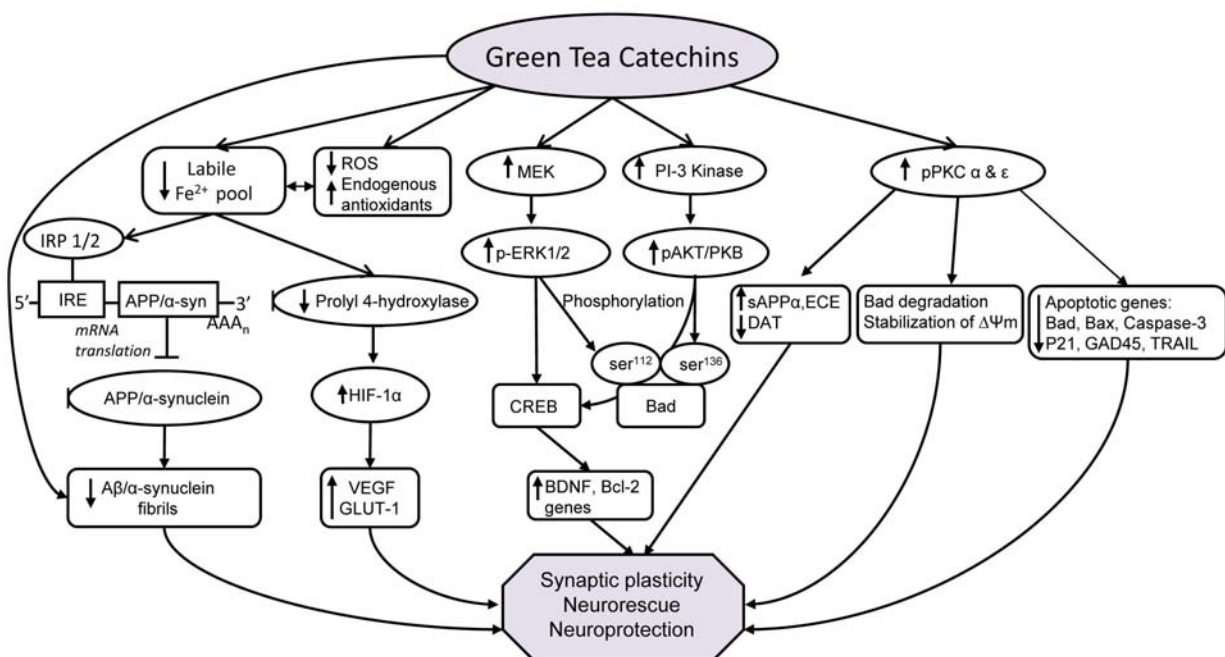 Green Tea Catechins
Labile
Fe²⁺ pool
ROS
Endogenous
antioxidants
MEK
PI-3 Kinase
pPKC α & ε
IRP 1/2
p-ERK1/2
pAKT/PKB
5’
IRE
APP/α-syn
3’
AAAₙ
mRNA
translation
Prolyl 4-hydroxylase
Phosphorylation
sAPPα,ECE
DAT
Bad degradation
Stabilization of ΔΨm
Apoptotic genes:
Bad, Bax, Caspase-3
P21, GAD45, TRAIL
ser¹¹²
ser¹³⁶
APP/α-synuclein
HIF-1α
CREB
Bad
Aβ/α-synuclein
fibrils
VEGF
GLUT-1
BDNF, Bcl-2
genes
Synaptic plasticity
Neurorescue
Neuroprotection